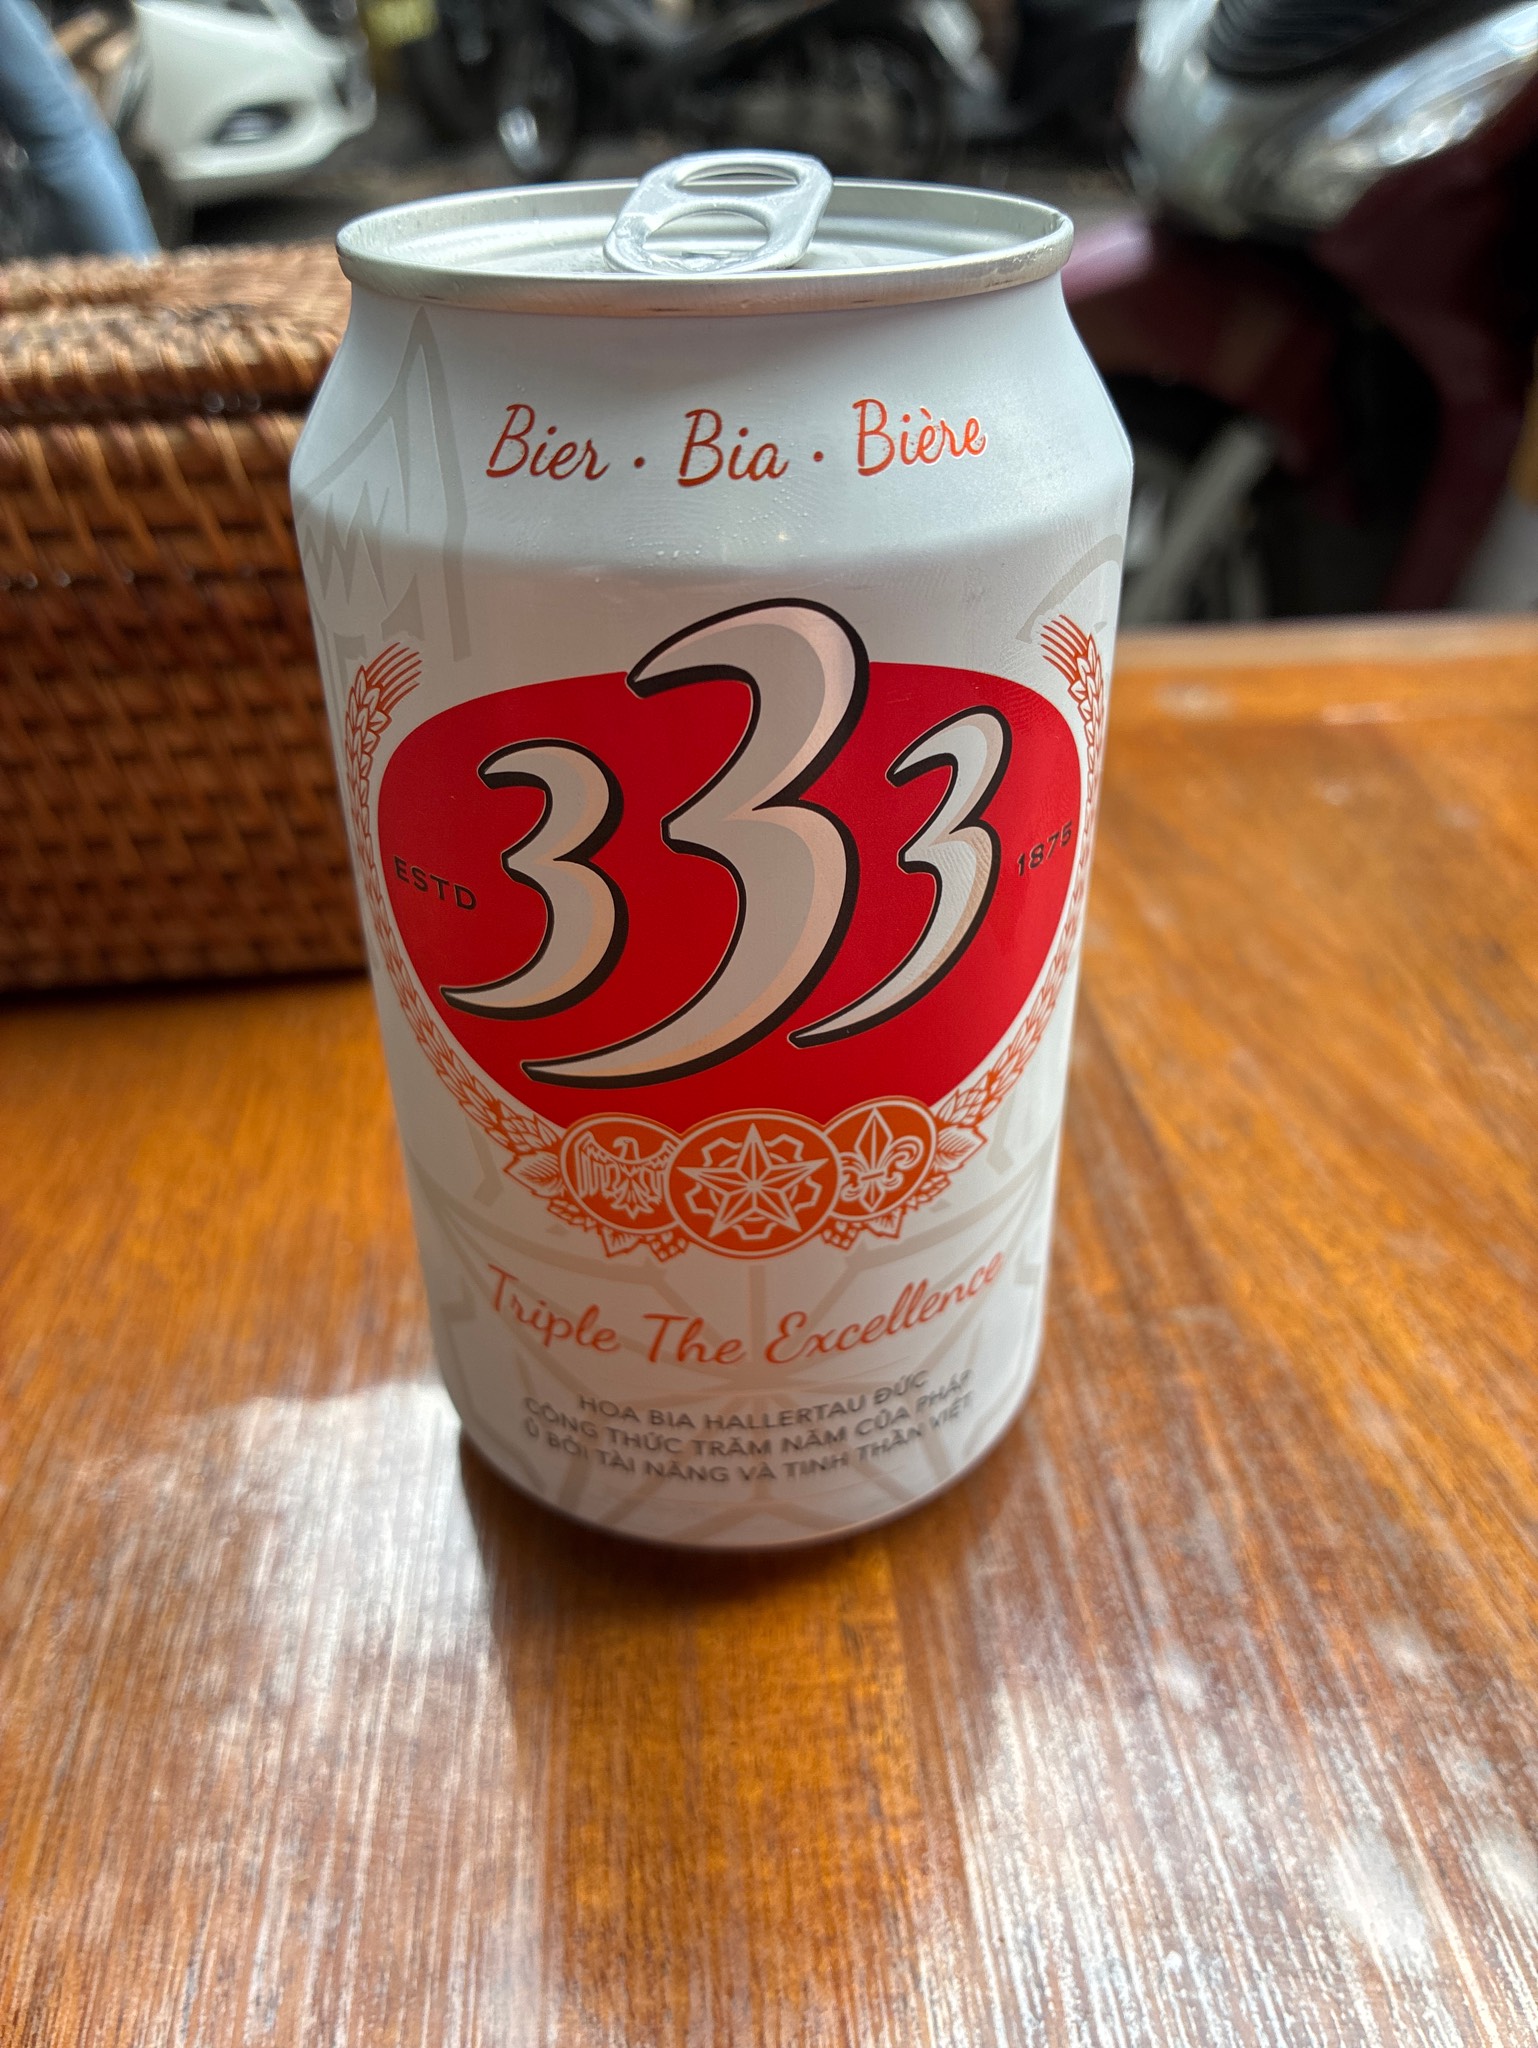 Bier · Bia · Bière
333
ESTD
1875
Triple The Excellence
HOA BIA HALLERTAU ĐỨC
CÔNG THỨC TRĂM NĂM CỦA PHÁP
Ủ BỞI TÀI NĂNG VÀ TINH THẦN VIỆT